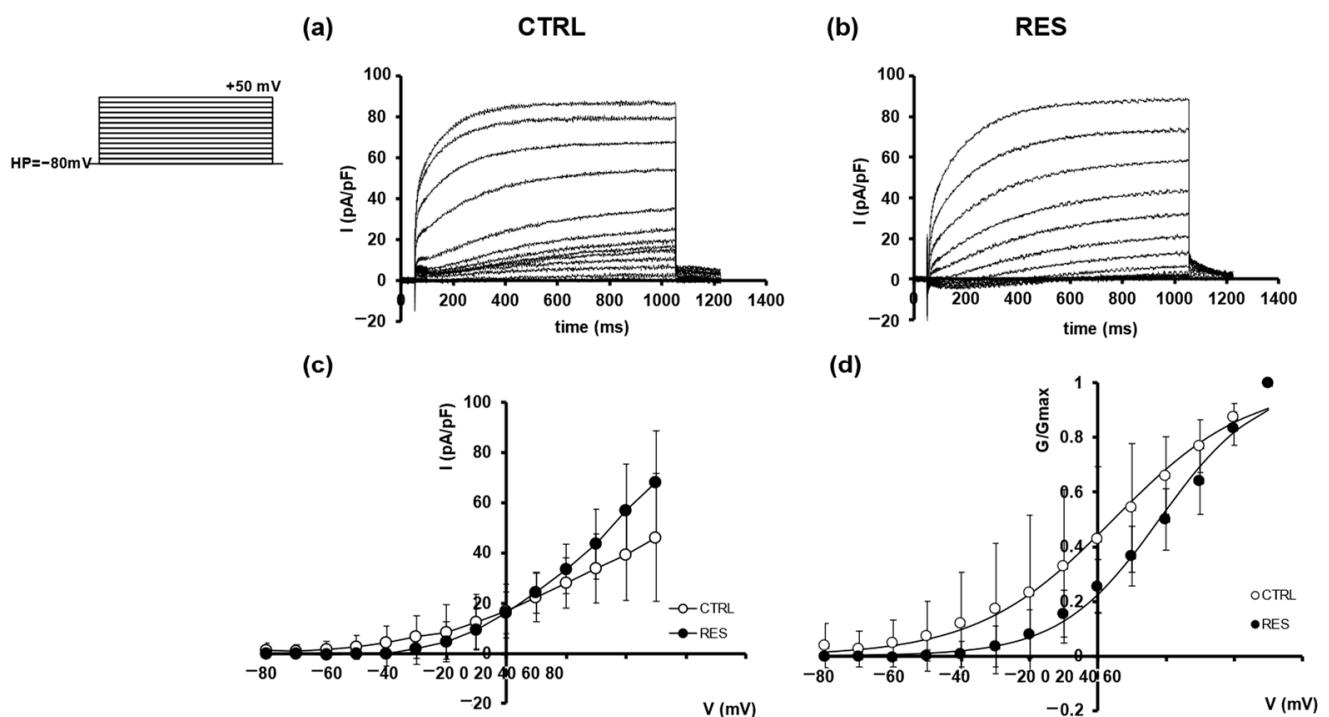 (a) CTRL
(b) RES
+50 mV
HP=−80mV
I (pA/pF)
100
80
60
40
20
0
−20
0 200 400 600 800 1000 1200 1400
time (ms)
I (pA/pF)
100
80
60
40
20
0
−20
0 200 400 600 800 1000 1200 1400
time (ms)
(c)
I (pA/pF)
100
80
60
40
20
0
−20
−80 −60 −40 −20 20 40 60 80
V (mV)
CTRL
RES
(d)
G/Gmax
1
0.8
0.6
0.4
0.2
0
−0.2
−80 −60 −40 −20 0 20 40 60
V (mV)
CTRL
RES